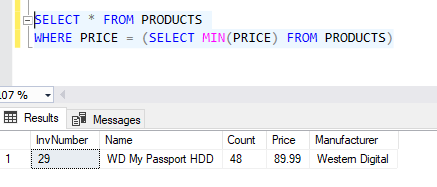 SELECT * FROM PRODUCTS
WHERE PRICE = (SELECT MIN(PRICE) FROM PRODUCTS)
.07 %
Results Messages
InvNumber Name Count Price Manufacturer
1 29 WD My Passport HDD 48 89.99 Western Digital